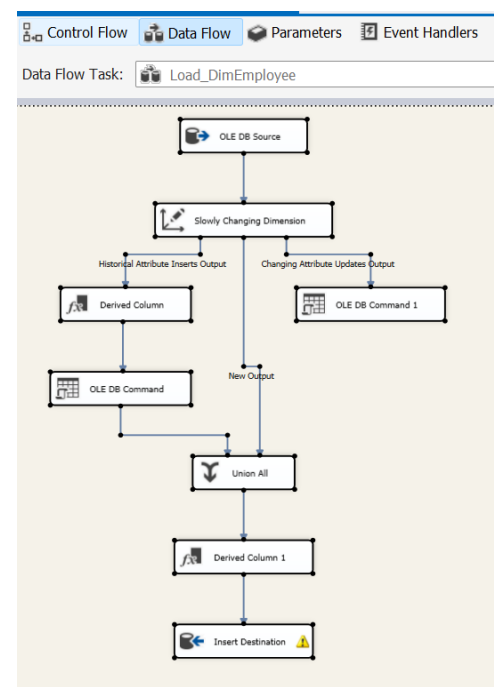 Control Flow Data Flow Parameters Event Handlers
Data Flow Task: Load_DimEmployee
OLE DB Source
Slowly Changing Dimension
Historical Attribute Inserts Output Changing Attribute Updates Output
Derived Column OLE DB Command 1
New Output
OLE DB Command
Union All
Derived Column 1
Insert Destination